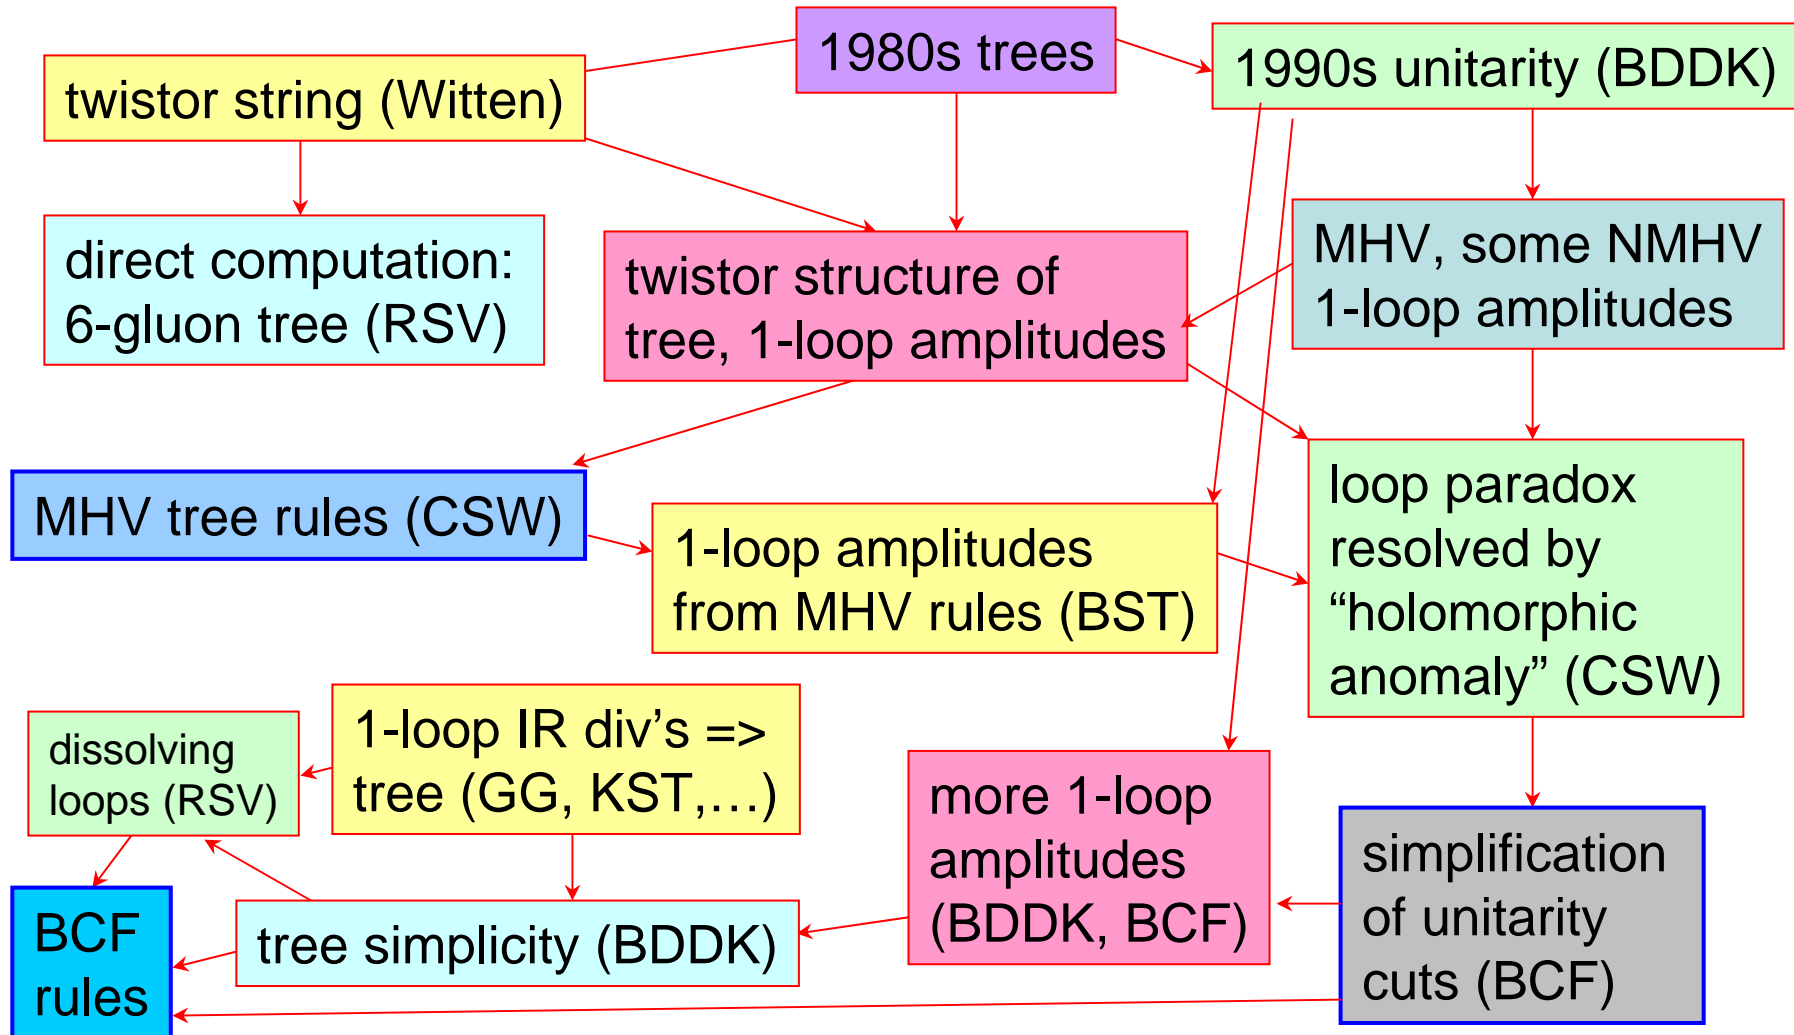 1980s trees
twistor string (Witten)
1990s unitarity (BDDK)
direct computation:
6-gluon tree (RSV)
twistor structure of
tree, 1-loop amplitudes
MHV, some NMHV
1-loop amplitudes
MHV tree rules (CSW)
1-loop amplitudes
from MHV rules (BST)
loop paradox
resolved by
“holomorphic
anomaly” (CSW)
dissolving
loops (RSV)
1-loop IR div’s =>
tree (GG, KST,…)
more 1-loop
amplitudes
(BDDK, BCF)
simplification
of unitarity
cuts (BCF)
BCF
rules
tree simplicity (BDDK)